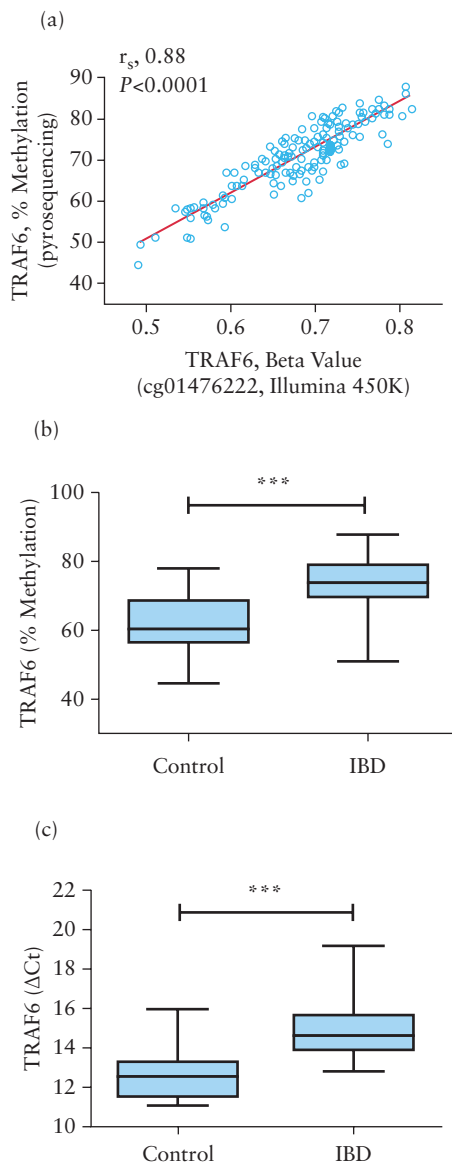 (a)
r_s, 0.88
P<0.0001
TRAF6, % Methylation
(pyrosequencing)
90
80
70
60
50
40
0.5 0.6 0.7 0.8
TRAF6, Beta Value
(cg01476222, Illumina 450K)
(b)
***
TRAF6 (% Methylation)
100
80
60
40
Control IBD
(c)
***
TRAF6 (ΔCt)
22
20
18
16
14
12
10
Control IBD